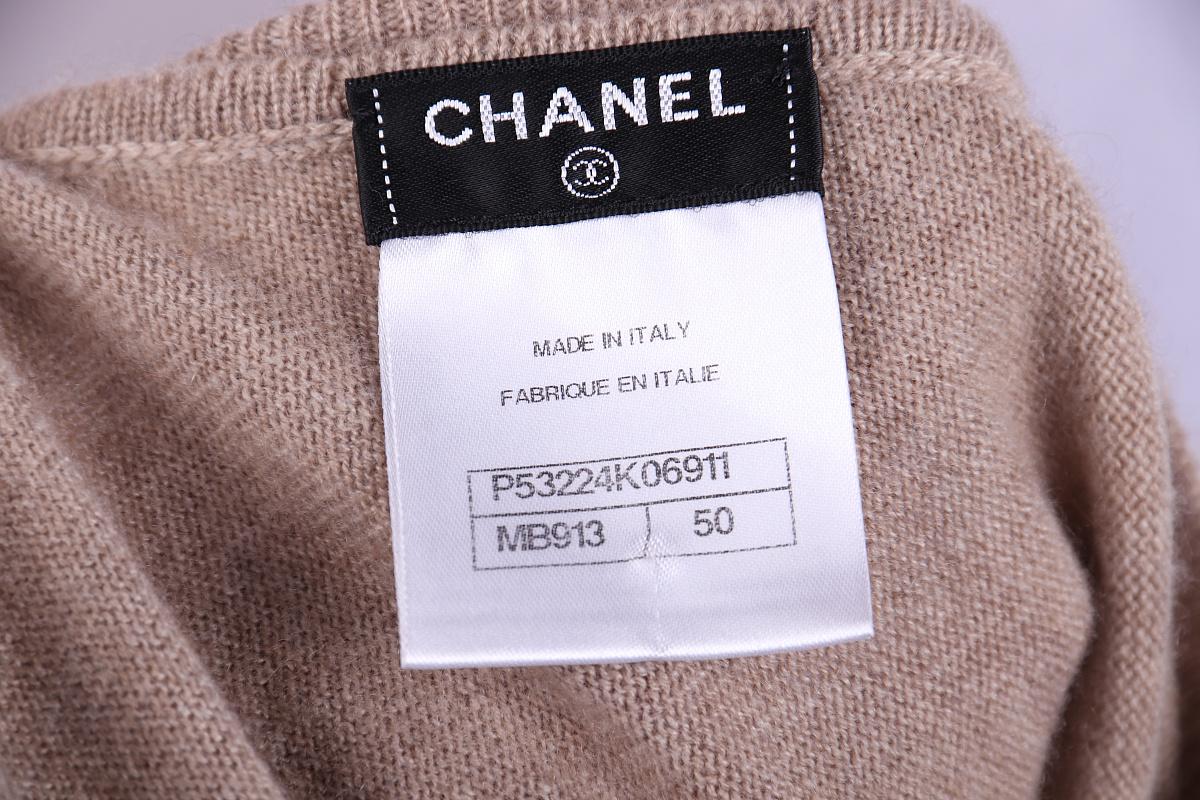 CHANEL
MADE IN ITALY
FABRIQUE EN ITALIE
P53224K06911
MB913 50